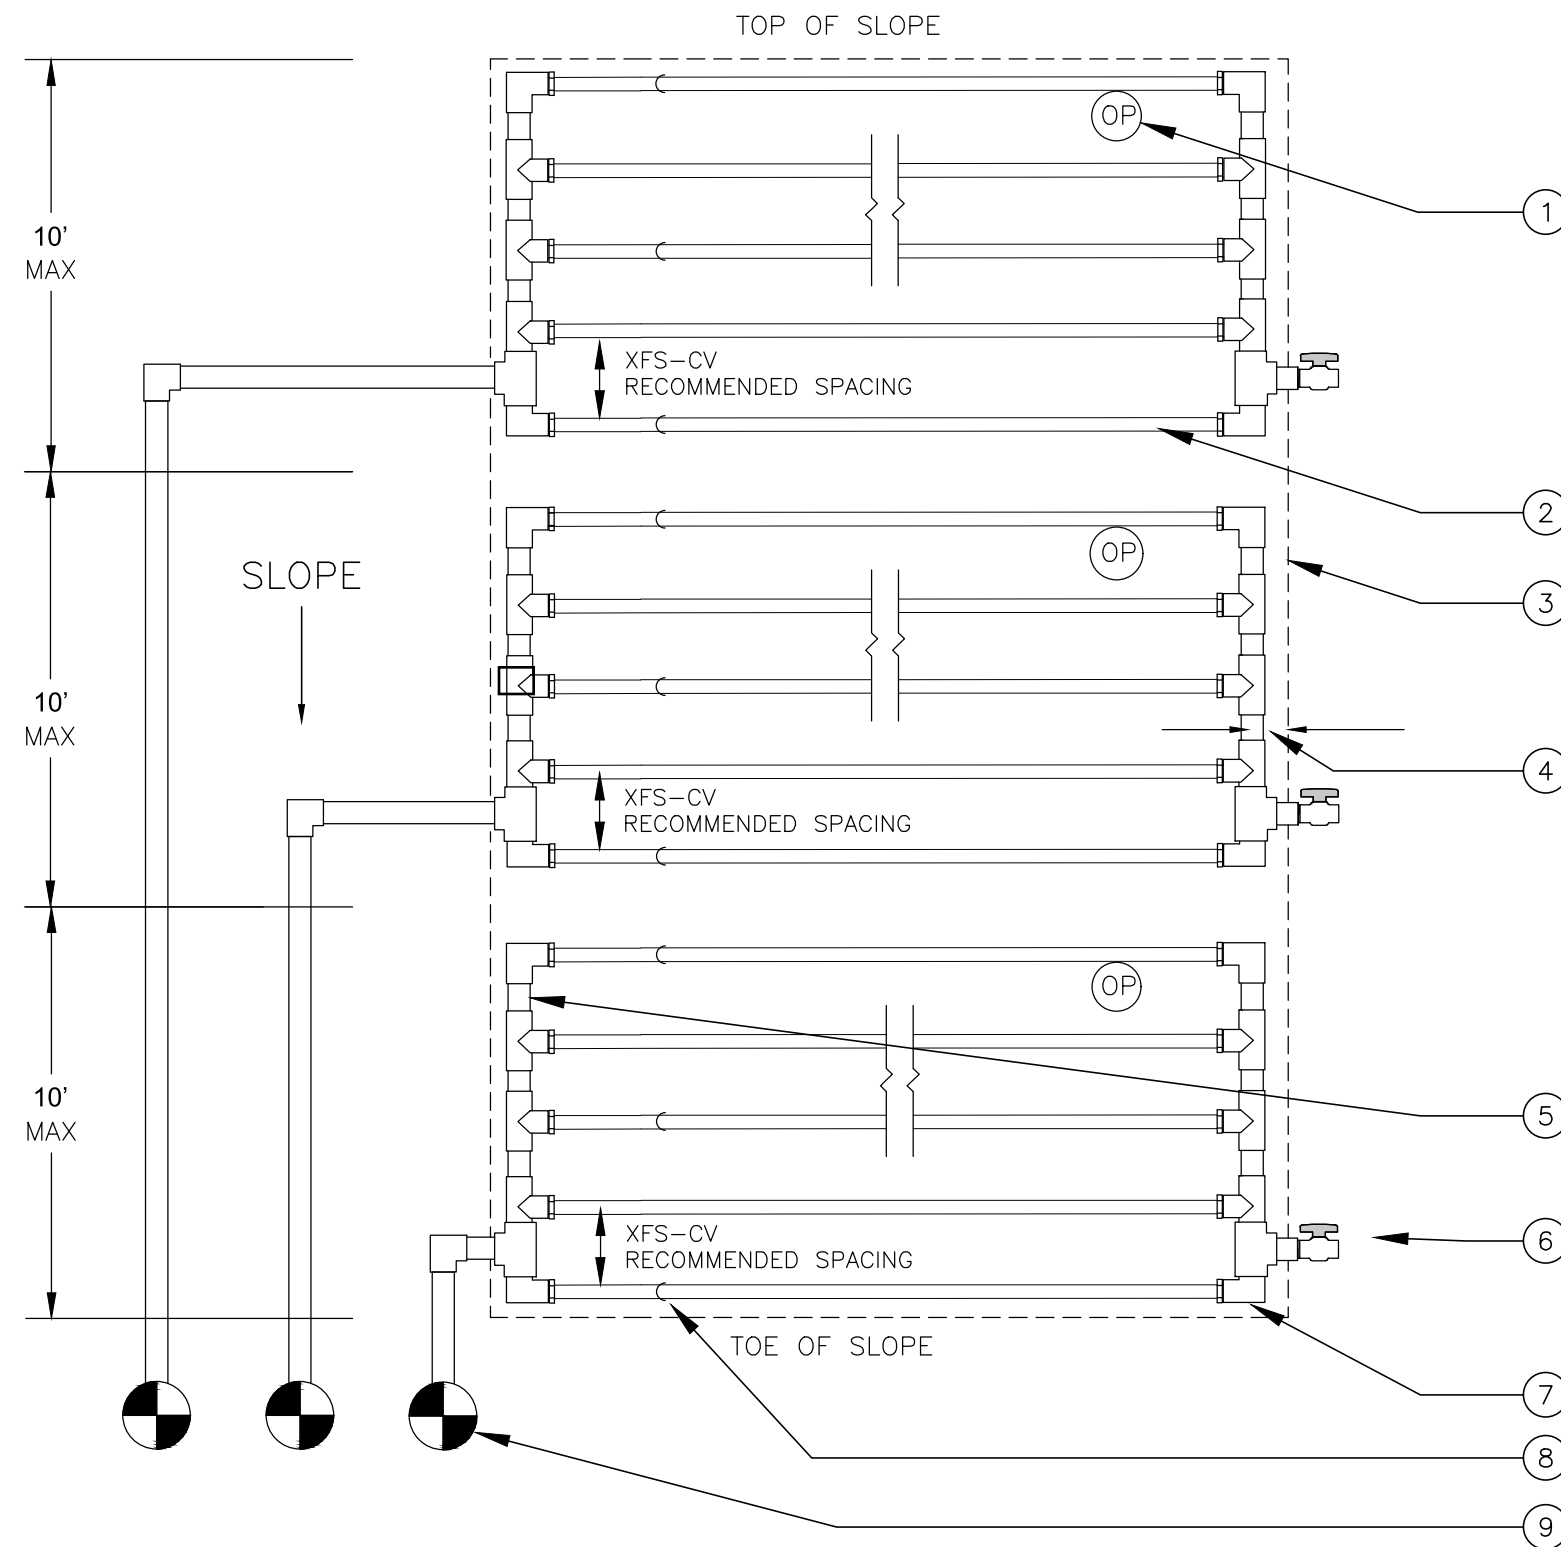 TOP OF SLOPE
OP
1
10'
MAX
XFS-CV
RECOMMENDED SPACING
2
OP
SLOPE
3
10'
MAX
4
XFS-CV
RECOMMENDED SPACING
OP
10'
MAX
5
XFS-CV
RECOMMENDED SPACING
6
TOE OF SLOPE
7
8
9